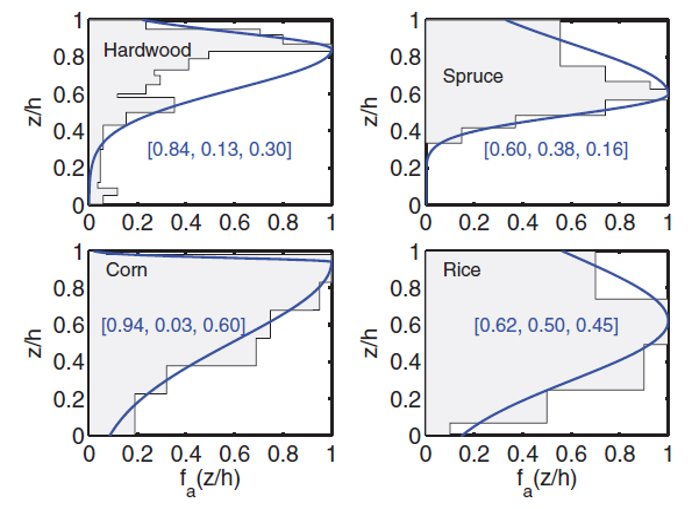 1
0.8
0.6
0.4
0.2
0
z/h
Hardwood
[0.84, 0.13, 0.30]
0 0.2 0.4 0.6 0.8 1
1
0.8
0.6
0.4
0.2
0
Spruce
[0.60, 0.38, 0.16]
0 0.2 0.4 0.6 0.8 1
1
0.8
0.6
0.4
0.2
0
z/h
Corn
[0.94, 0.03, 0.60]
0 0.2 0.4 0.6 0.8 1
f_a(z/h)
1
0.8
0.6
0.4
0.2
0
Rice
[0.62, 0.50, 0.45]
0 0.2 0.4 0.6 0.8 1
f_a(z/h)